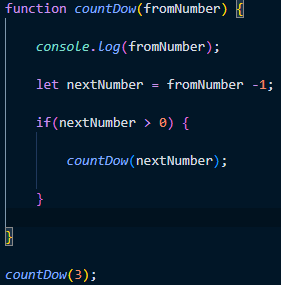 function countDow(fromNumber) {
console.log(fromNumber);
let nextNumber = fromNumber -1;
if(nextNumber > 0) {
countDow(nextNumber);
}
}
countDow(3);